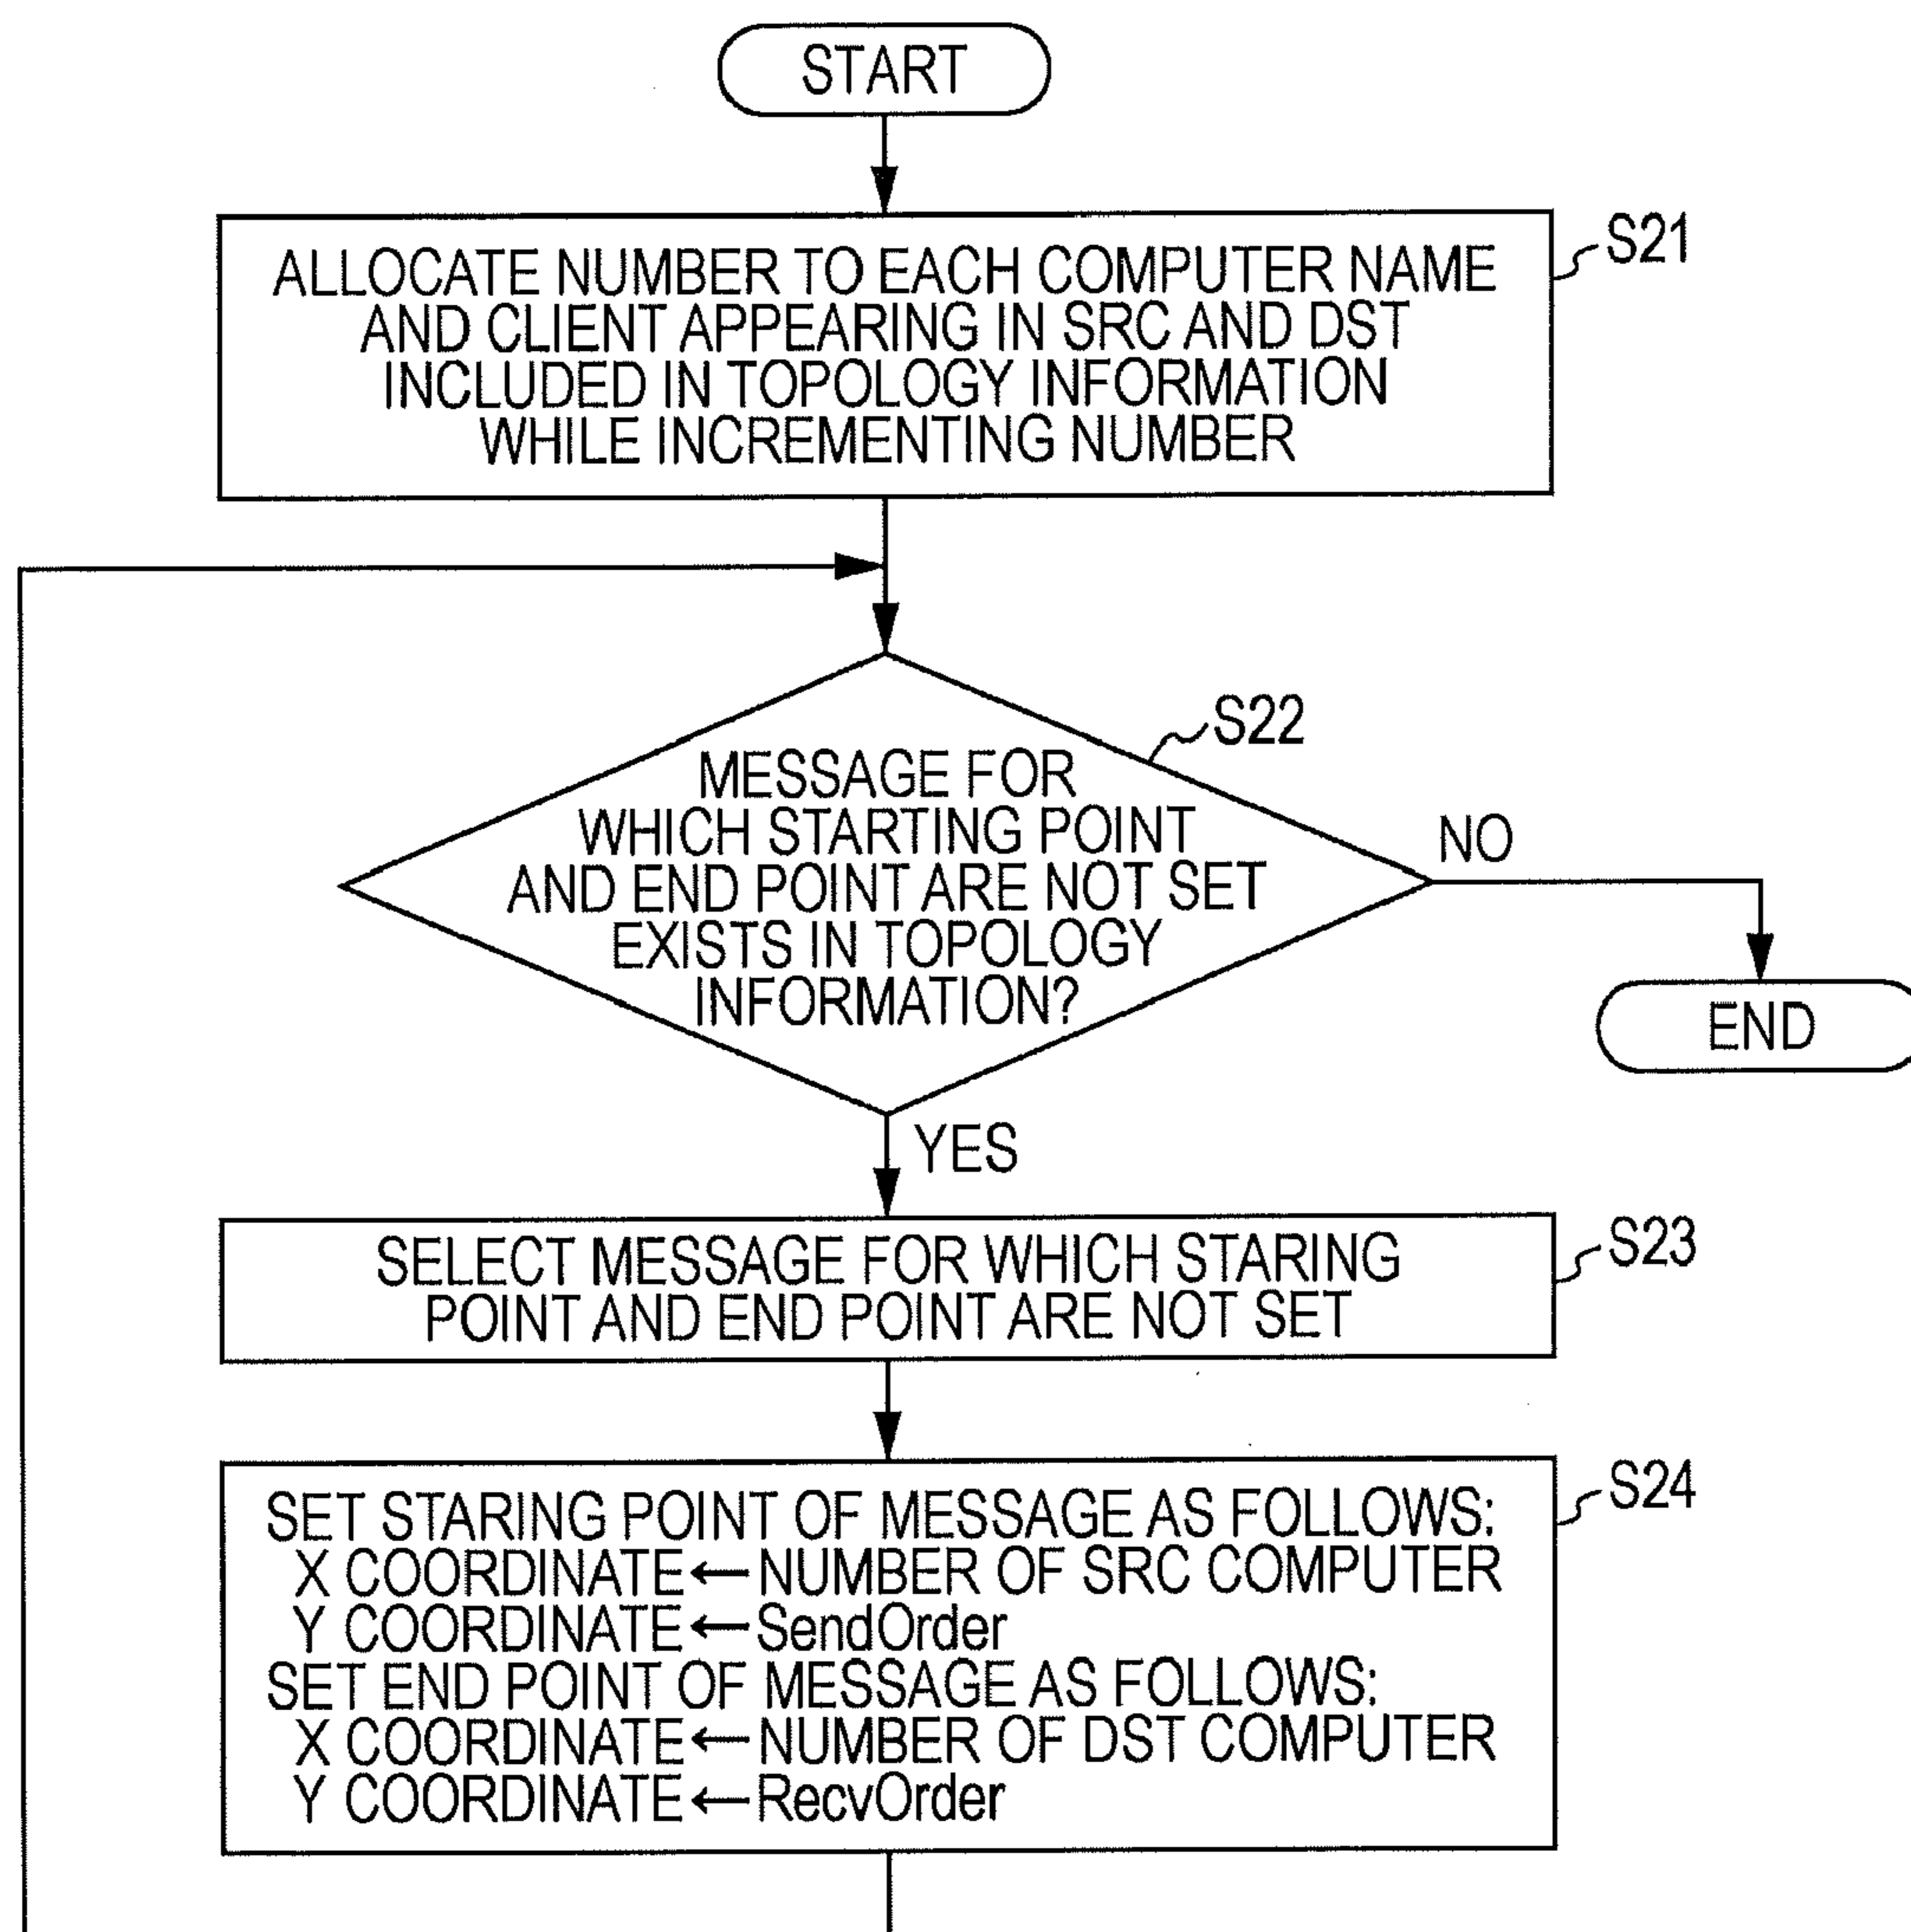 START
S21
ALLOCATE NUMBER TO EACH COMPUTER NAME
AND CLIENT APPEARING IN SRC AND DST
INCLUDED IN TOPOLOGY INFORMATION
WHILE INCREMENTING NUMBER
S22
MESSAGE FOR
WHICH STARTING POINT
AND END POINT ARE NOT SET
EXISTS IN TOPOLOGY
INFORMATION?
NO
END
YES
S23
SELECT MESSAGE FOR WHICH STARING
POINT AND END POINT ARE NOT SET
S24
SET STARING POINT OF MESSAGE AS FOLLOWS:
X COORDINATE←NUMBER OF SRC COMPUTER
Y COORDINATE←SendOrder
SET END POINT OF MESSAGE AS FOLLOWS:
X COORDINATE←NUMBER OF DST COMPUTER
Y COORDINATE←RecvOrder